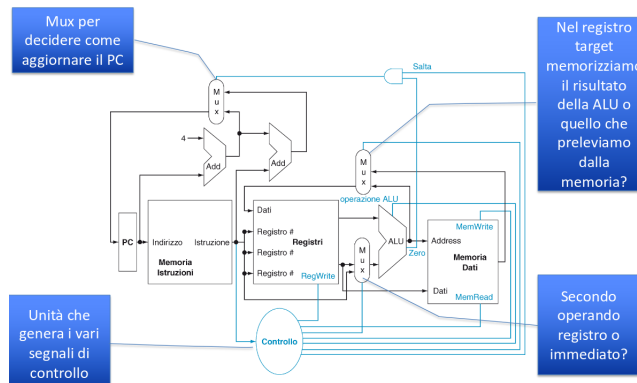 Mux per
decidere come
aggiornare il PC
Nel registro
target
memorizziamo
il risultato
della ALU o
quello che
preleviamo
dalla
memoria?
Salta
M
u
x
4
Add
Add
M
u
x
operazione ALU
Dati
PC
Indirizzo
Istruzione
Memoria
Istruzioni
Registro #
Registro #
Registro #
Registri
RegWrite
M
u
x
ALU
Zero
MemWrite
Address
Memoria
Dati
Dati
MemRead
Controllo
Unità che
genera i vari
segnali di
controllo
Secondo
operando
registro o
immediato?